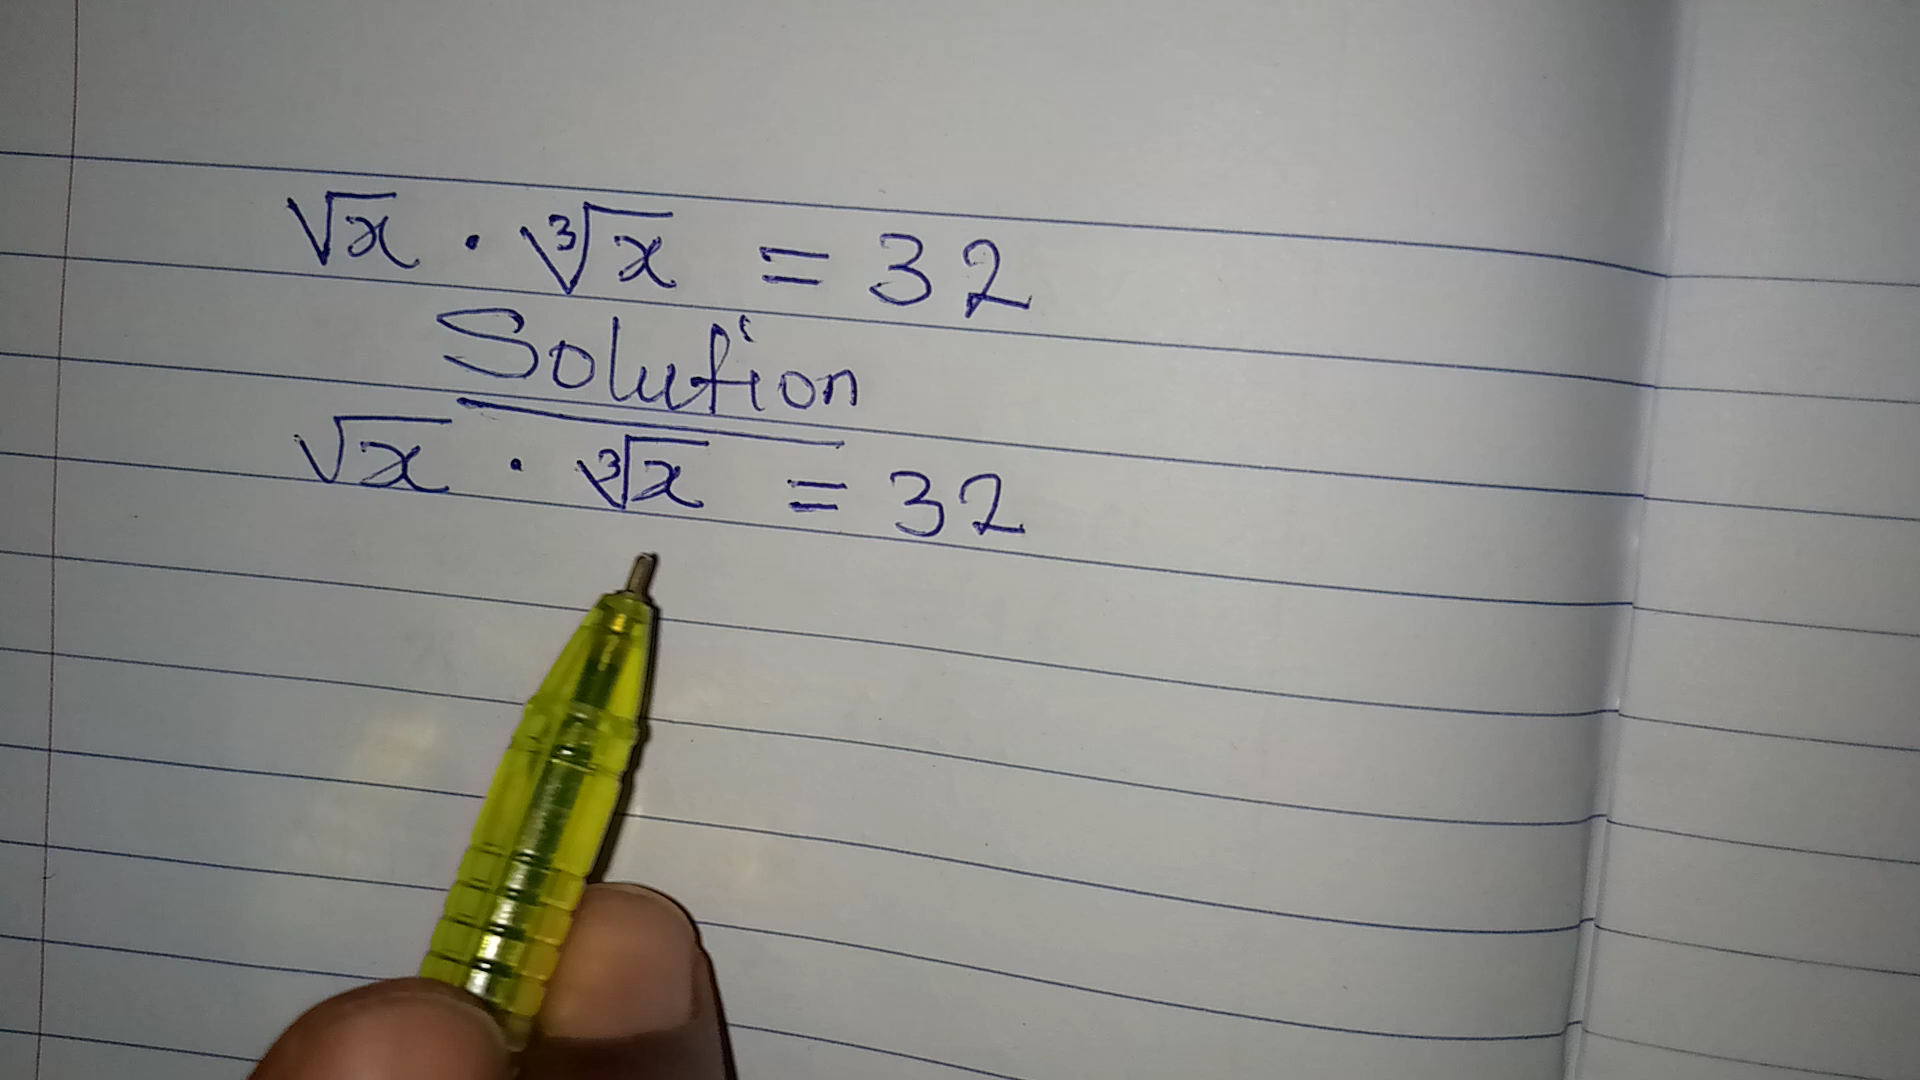 √x · ∛x = 32
Solution
√x · ∛x = 32